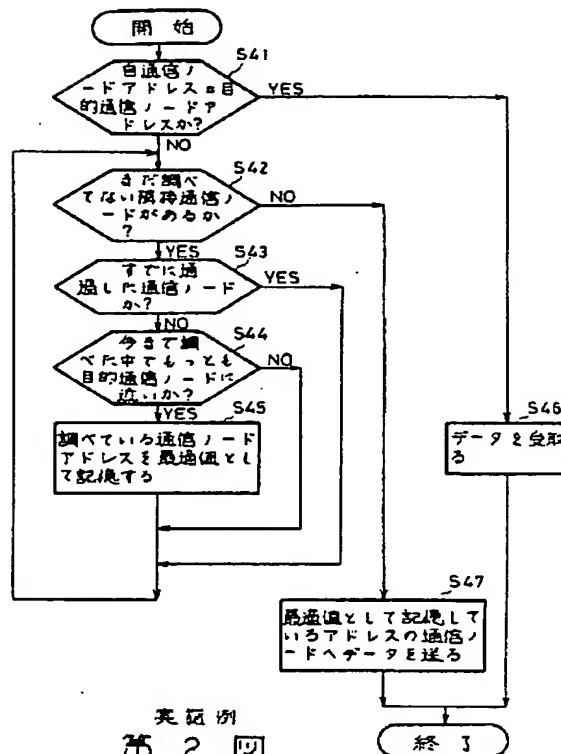 開始
S41
自通信ノ
ードアドレス=目
的通信ノードア
ドレスか?
YES
NO
S42
まだ調べ
てない隣接通信ノ
ードがあるか
?
NO
YES
S43
すでに通
過した通信ノード
か?
YES
NO
S44
今まで調
べた中でもっとも
目的通信ノードに
近いか?
NO
YES
S45
調べている通信ノード
アドレスを最適値とし
て記憶する
S46
データを受取
る
S47
最適値として記憶して
いるアドレスの通信ノ
ードへデータを送る
実施例
第2図
終了